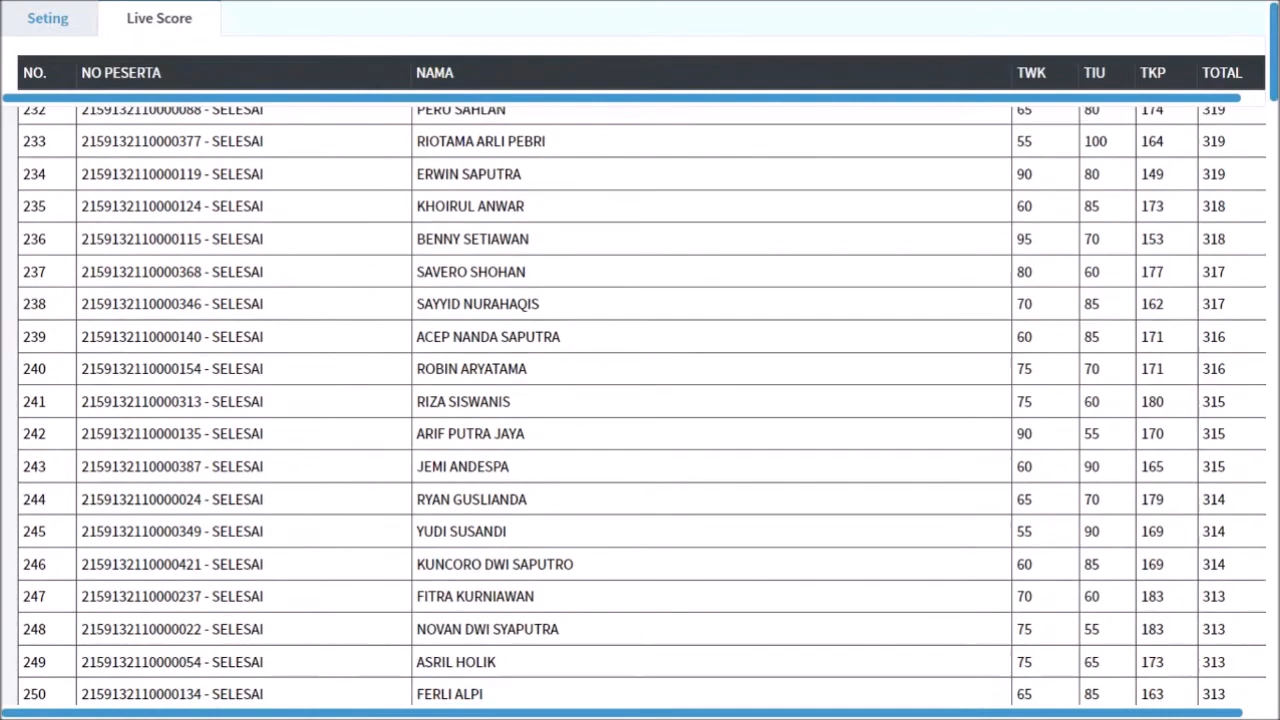 Seting Live Score
NO. NO PESERTA NAMA TWK TIU TKP TOTAL
232 2159132110000088 - SELESAI PERU SAHLAN 65 80 174 319
233 2159132110000377 - SELESAI RIOTAMA ARLI PEBRI 55 100 164 319
234 2159132110000119 - SELESAI ERWIN SAPUTRA 90 80 149 319
235 2159132110000124 - SELESAI KHOIRUL ANWAR 60 85 173 318
236 2159132110000115 - SELESAI BENNY SETIAWAN 95 70 153 318
237 2159132110000368 - SELESAI SAVERO SHOHAN 80 60 177 317
238 2159132110000346 - SELESAI SAYYID NURAHAQIS 70 85 162 317
239 2159132110000140 - SELESAI ACEP NANDA SAPUTRA 60 85 171 316
240 2159132110000154 - SELESAI ROBIN ARYATAMA 75 70 171 316
241 2159132110000313 - SELESAI RIZA SISWANIS 75 60 180 315
242 2159132110000135 - SELESAI ARIF PUTRA JAYA 90 55 170 315
243 2159132110000387 - SELESAI JEMI ANDESPA 60 90 165 315
244 2159132110000024 - SELESAI RYAN GUSLIANDA 65 70 179 314
245 2159132110000349 - SELESAI YUDI SUSANDI 55 90 169 314
246 2159132110000421 - SELESAI KUNCORO DWI SAPUTRO 60 85 169 314
247 2159132110000237 - SELESAI FITRA KURNIAWAN 70 60 183 313
248 2159132110000022 - SELESAI NOVAN DWI SYAPUTRA 75 55 183 313
249 2159132110000054 - SELESAI ASRIL HOLIK 75 65 173 313
250 2159132110000134 - SELESAI FERLI ALPI 65 85 163 313